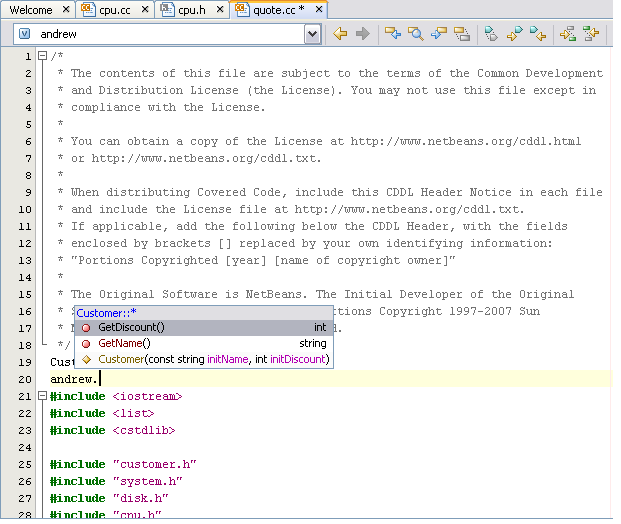 Welcome cpu.cc cpu.h quote.cc *
andrew
1 /*
2 * The contents of this file are subject to the terms of the Common Development
3 * and Distribution License (the License). You may not use this file except in
4 * compliance with the License.
5 *
6 * You can obtain a copy of the License at http://www.netbeans.org/cddl.html
7 * or http://www.netbeans.org/cddl.txt.
8 *
9 * When distributing Covered Code, include this CDDL Header Notice in each file
10 * and include the License file at http://www.netbeans.org/cddl.txt.
11 * If applicable, add the following below the CDDL Header, with the fields
12 * enclosed by brackets [] replaced by your own identifying information:
13 * "Portions Copyrighted [year] [name of copyright owner]"
14 *
15 * The Original Software is NetBeans. The Initial Developer of the Original
16 * Copyright 1997-2007 Sun
Customer::*
GetDiscount() int
GetName() string
Customer(const string initName, int initDiscount)
17 *
18 */
19 Cust
20 andrew.
21 #include <iostream>
22 #include <list>
23 #include <cstdlib>
24
25 #include "customer.h"
26 #include "system.h"
27 #include "disk.h"
28 #include "cpu.h"